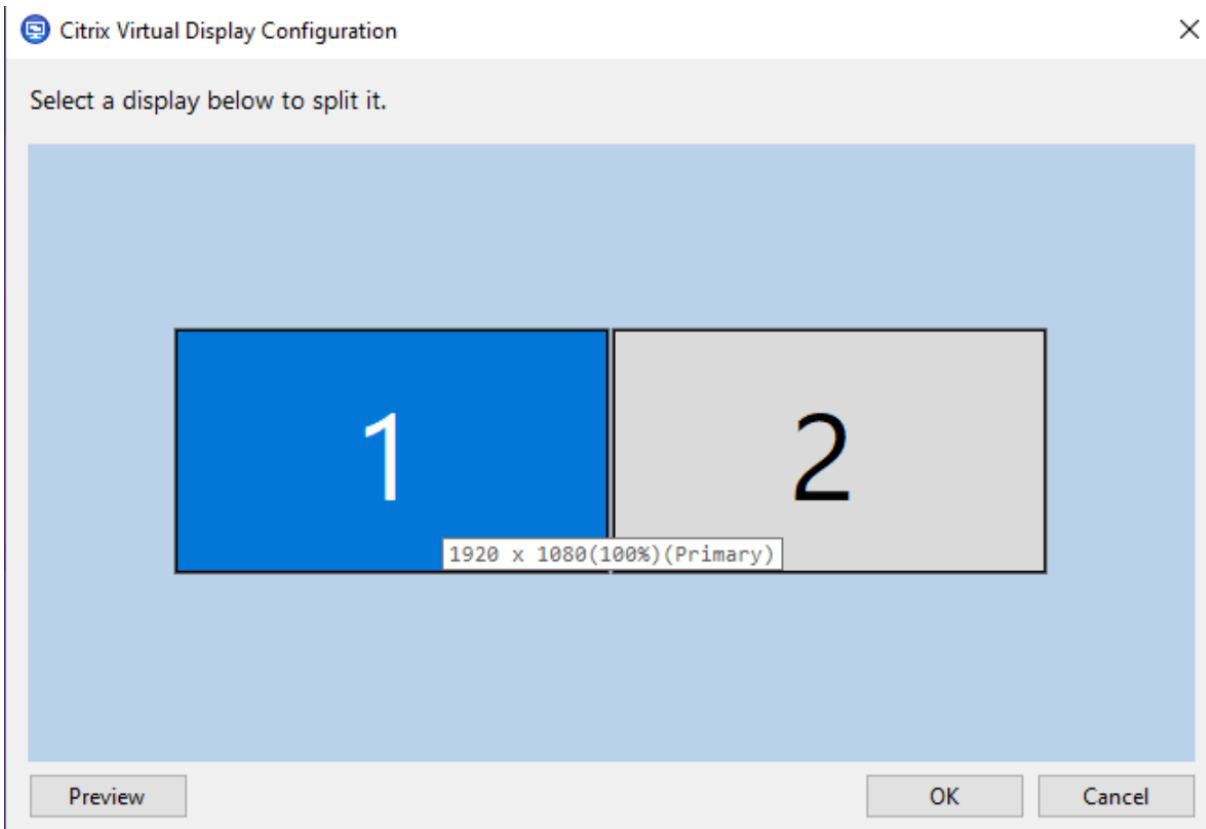 Citrix Virtual Display Configuration
Select a display below to split it.
1
2
1920 x 1080(100%)(Primary)
Preview
OK
Cancel